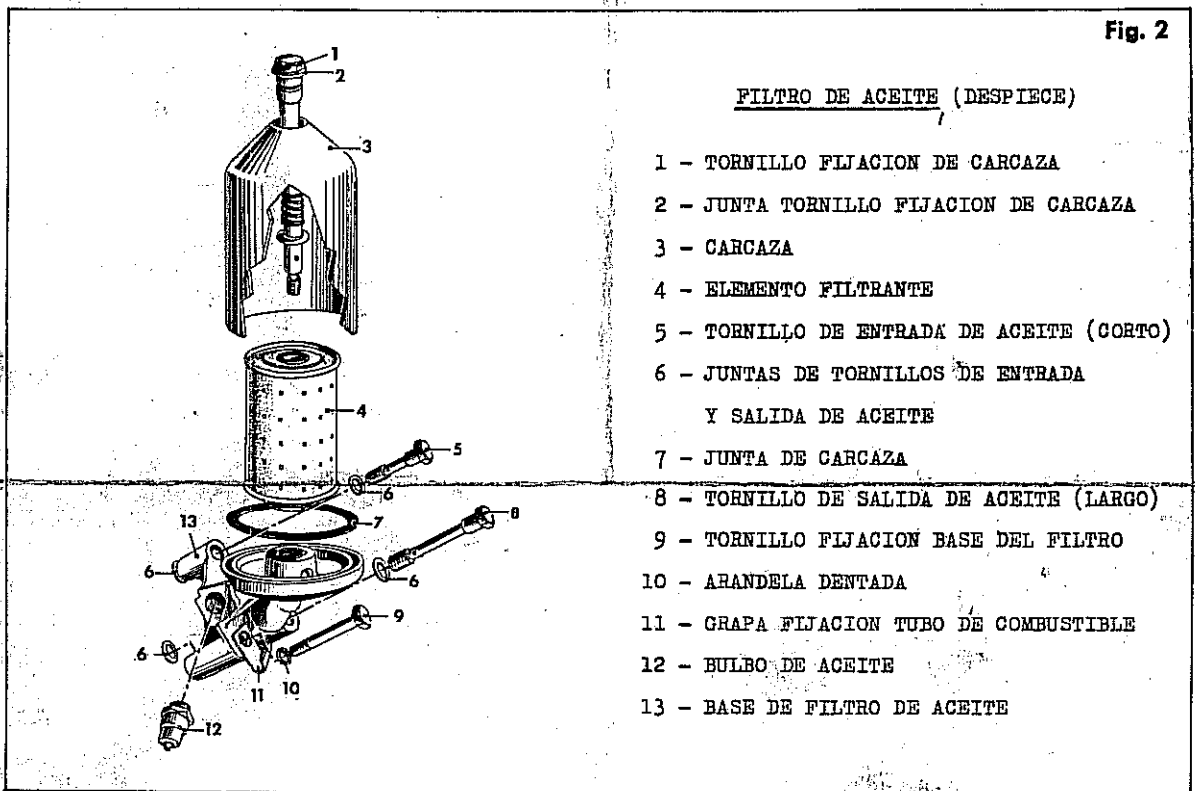 Fig. 2
FILTRO DE ACEITE (DESPIECE)
1 - TORNILLO FIJACION DE CARCAZA
2 - JUNTA TORNILLO FIJACION DE CARCAZA
3 - CARCAZA
4 - ELEMENTO FILTRANTE
5 - TORNILLO DE ENTRADA DE ACEITE (CORTO)
6 - JUNTAS DE TORNILLOS DE ENTRADA
Y SALIDA DE ACEITE
7 - JUNTA DE CARCAZA
8 - TORNILLO DE SALIDA DE ACEITE (LARGO)
9 - TORNILLO FIJACION BASE DEL FILTRO
10 - ARANDELA DENTADA
11 - GRAPA FIJACION TUBO DE COMBUSTIBLE
12 - BULBO DE ACEITE
13 - BASE DE FILTRO DE ACEITE
1
2
3
4
5
6
7
8
13
6
6
9
6
10
11
12